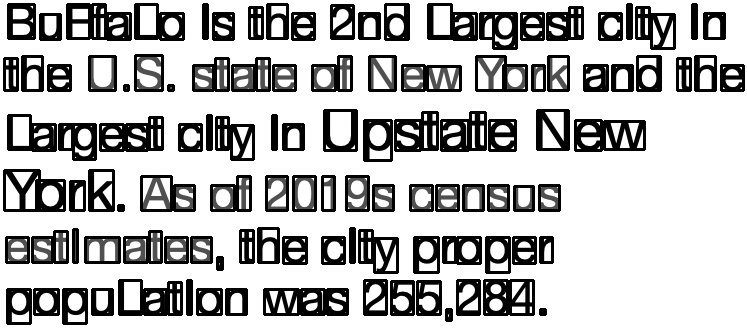 Buffalo is the 2nd largest city in
the U.S. state of New York and the
largest city in Upstate New
York. As of 2019s census
estimates, the city proper
population was 255,284.